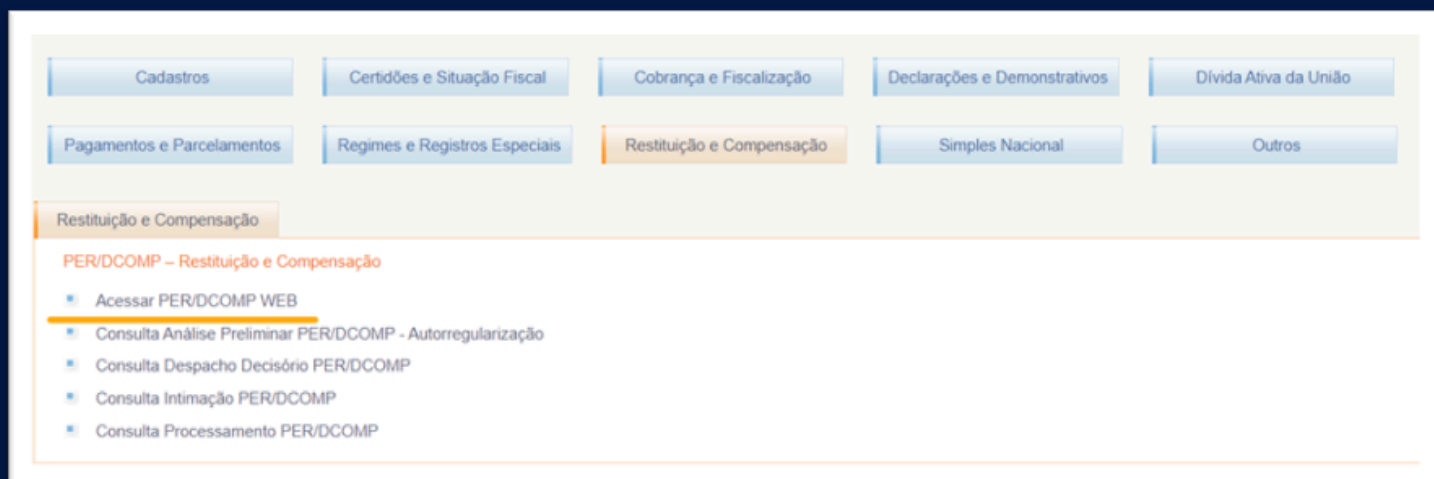 Cadastros
Certidões e Situação Fiscal
Cobrança e Fiscalização
Declarações e Demonstrativos
Dívida Ativa da União
Pagamentos e Parcelamentos
Regimes e Registros Especiais
Restituição e Compensação
Simples Nacional
Outros
Restituição e Compensação
PER/DCOMP – Restituição e Compensação
Acessar PER/DCOMP WEB
Consulta Análise Preliminar PER/DCOMP - Autorregularização
Consulta Despacho Decisório PER/DCOMP
Consulta Intimação PER/DCOMP
Consulta Processamento PER/DCOMP